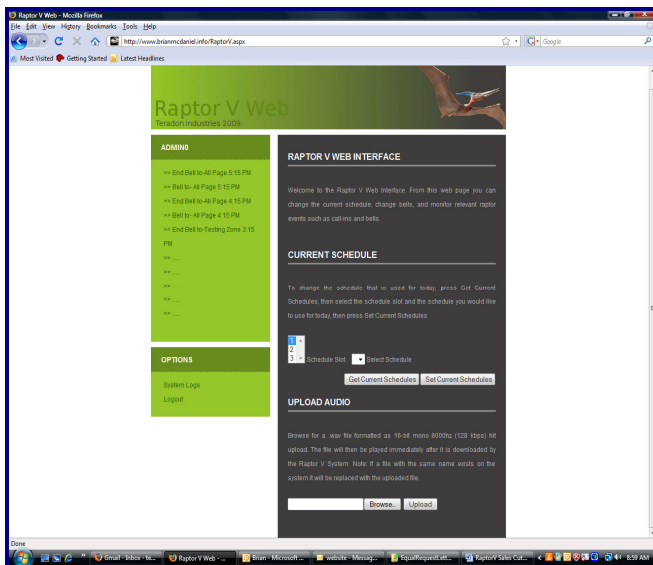 Raptor V Web - Mozilla Firefox
File Edit View History Bookmarks Tools Help
http://www.brianmcdaniel.info/RaptorV.aspx
Google
Most Visited Getting Started Latest Headlines
Raptor V Web
Teradon Industries 2009
ADMIN0
>> End Bell to-All Page 5:15 PM
>> Bell to- All Page 5:15 PM
>> End Bell to-All Page 4:15 PM
>> Bell to- All Page 4:15 PM
>> End Bell to-Testing Zone 3:15
PM
>> .....
>> .....
>> .....
>> .....
>> .....
OPTIONS
System Logs
Logout
RAPTOR V WEB INTERFACE
Welcome to the Raptor V Web Interface. From this web page you can
change the current schedule, change bells, and monitor relevant raptor
events such as call-ins and bells.
CURRENT SCHEDULE
To change the schedule that is used for today, press Get Current
Schedules, then select the schedule slot and the schedule you would like
to use for today, then press Set Current Schedules
1
2
3 Schedule Slot Select Schedule
Get Current Schedules Set Current Schedules
UPLOAD AUDIO
Browse for a .wav file formatted as 16-bit mono 8000hz (128 kbps) hit
upload. The file will then be played immediately after it is downloaded by
the Raptor V System. Note: If a file with the same name exists on the
system it will be replaced with the uploaded file.
Browse.. Upload
Done
Gmail - Inbox - te... Raptor V Web - ... Brian - Microsoft ... website - Messag... EqualRequestLett... RaptorV Sales Cut... 8:59 AM